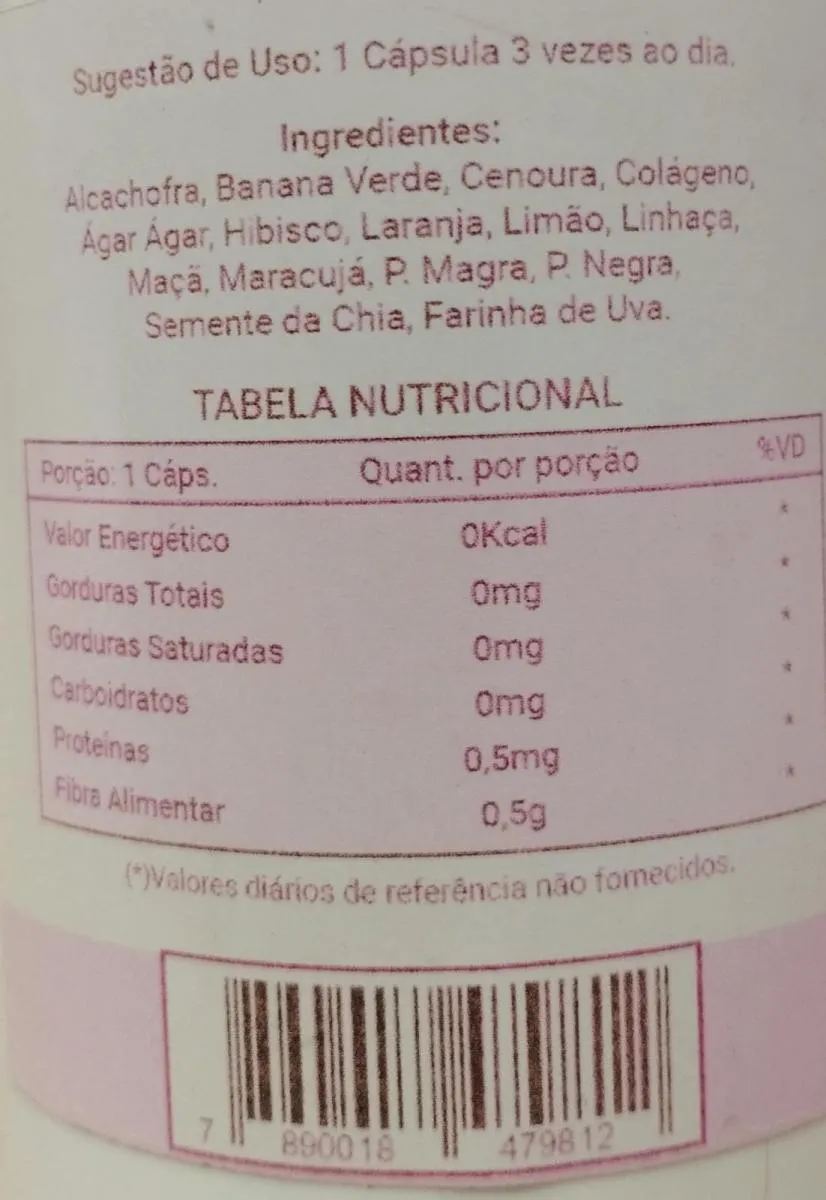 Sugestão de Uso: 1 Cápsula 3 vezes ao dia.
Ingredientes:
Alcachofra, Banana Verde, Cenoura, Colágeno,
Ágar Ágar, Hibisco, Laranja, Limão, Linhaça,
Maçã, Maracujá, P. Magra, P. Negra,
Semente da Chia, Farinha de Uva.
TABELA NUTRICIONAL
Porção: 1 Cáps. Quant. por porção %VD
Valor Energético 0Kcal *
Gorduras Totais 0mg *
Gorduras Saturadas 0mg *
Carboidratos 0mg *
Proteínas 0,5mg *
Fibra Alimentar 0,5g *
(*)Valores diários de referência não fornecidos.
7 890018 479812